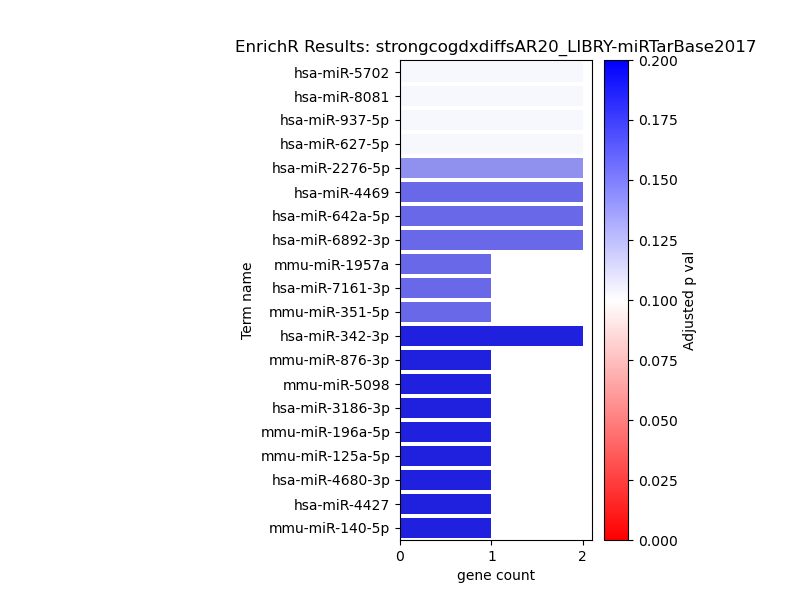 EnrichR Results: strongcogdxdiffsAR20_LIBRY-miRTarBase2017
hsa-miR-5702
hsa-miR-8081
hsa-miR-937-5p
hsa-miR-627-5p
hsa-miR-2276-5p
hsa-miR-4469
hsa-miR-642a-5p
hsa-miR-6892-3p
mmu-miR-1957a
hsa-miR-7161-3p
mmu-miR-351-5p
hsa-miR-342-3p
mmu-miR-876-3p
mmu-miR-5098
hsa-miR-3186-3p
mmu-miR-196a-5p
mmu-miR-125a-5p
hsa-miR-4680-3p
hsa-miR-4427
mmu-miR-140-5p
Term name
0 1 2
gene count
0.200
0.175
0.150
0.125
0.100
0.075
0.050
0.025
0.000
Adjusted p val